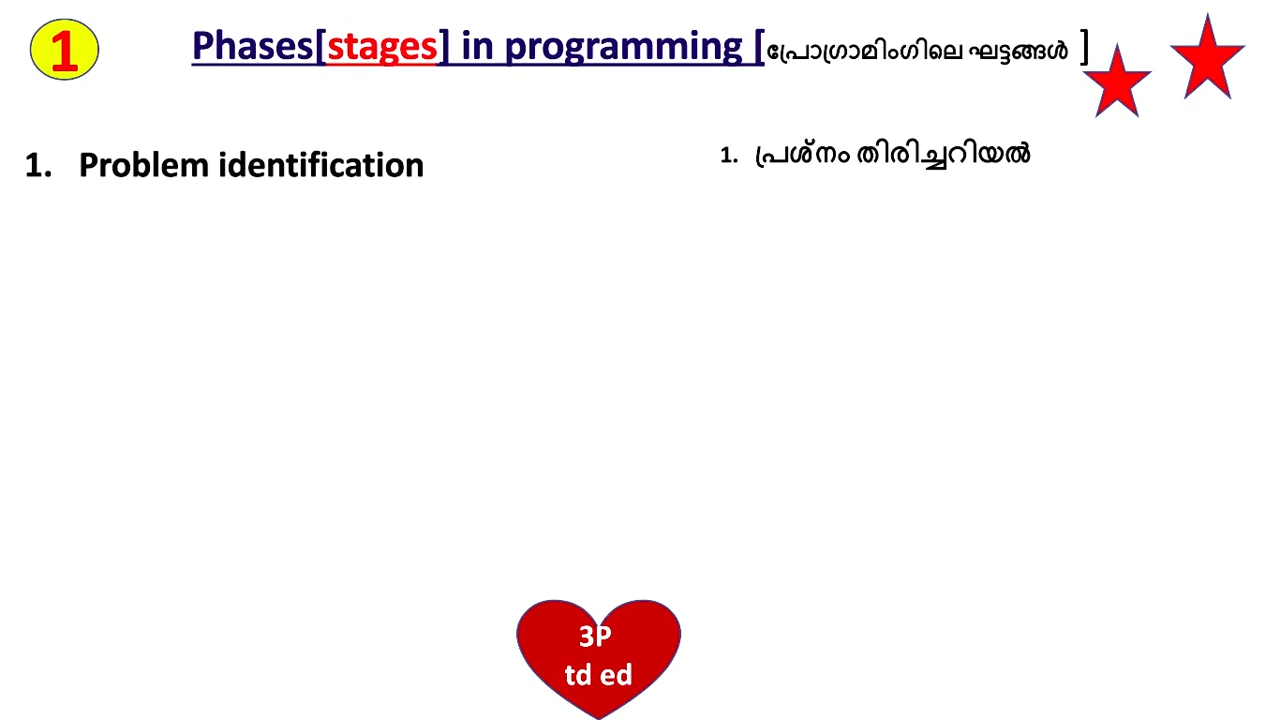 1
Phases[stages] in programming [പ്രോഗ്രാമിംഗിലെ ഘട്ടങ്ങൾ ]
1. Problem identification
1. പ്രശ്നം തിരിച്ചറിയൽ
3P
td ed